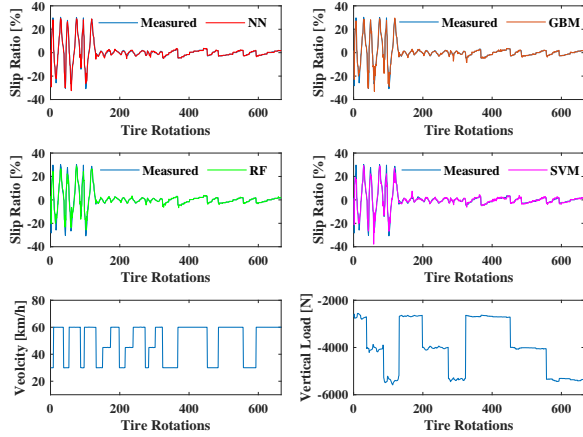 Slip Ratio [%]
40
20
0
-20
-40
Measured
NN
0
200
400
600
Tire Rotations
Slip Ratio [%]
40
20
0
-20
-40
Measured
GBM
0
200
400
600
Tire Rotations
Slip Ratio [%]
40
20
0
-20
-40
Measured
RF
0
200
400
600
Tire Rotations
Slip Ratio [%]
40
20
0
-20
-40
Measured
SVM
0
200
400
600
Tire Rotations
Veolcity [km/h]
80
60
40
20
0
200
400
600
Tire Rotations
Vertical Load [N]
-2000
-4000
-6000
0
200
400
600
Tire Rotations